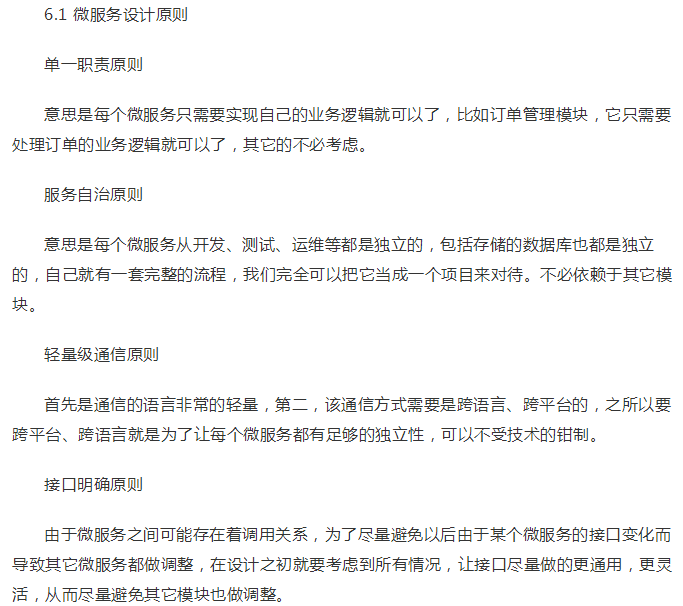 6.1 微服务设计原则
单一职责原则
意思是每个微服务只需要实现自己的业务逻辑就可以了，比如订单管理模块，它只需要
处理订单的业务逻辑就可以了，其它的不必考虑。
服务自治原则
意思是每个微服务从开发、测试、运维等都是独立的，包括存储的数据库也都是独立
的，自己就有一套完整的流程，我们完全可以把它当成一个项目来对待。不必依赖于其它模
块。
轻量级通信原则
首先是通信的语言非常的轻量，第二，该通信方式需要是跨语言、跨平台的，之所以要
跨平台、跨语言就是为了让每个微服务都有足够的独立性，可以不受技术的钳制。
接口明确原则
由于微服务之间可能存在着调用关系，为了尽量避免以后由于某个微服务的接口变化而
导致其它微服务都做调整，在设计之初就要考虑到所有情况，让接口尽量做的更通用，更灵
活，从而尽量避免其它模块也做调整。